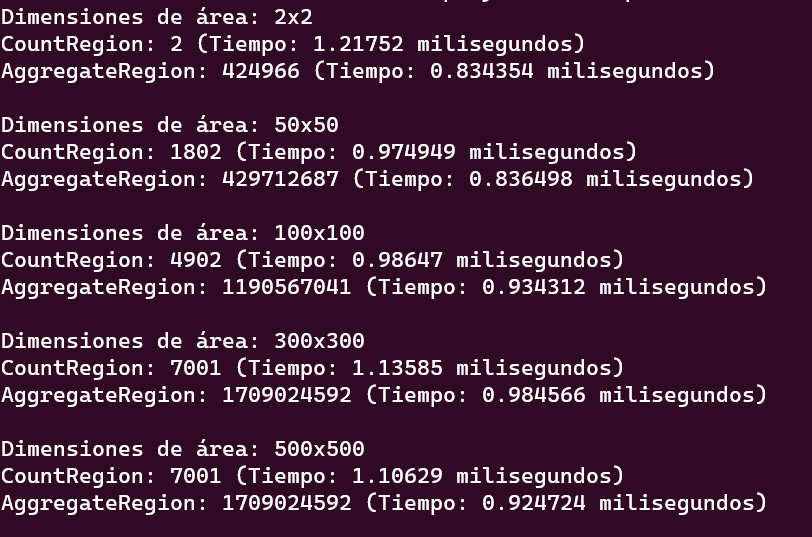 Dimensiones de área: 2x2
CountRegion: 2 (Tiempo: 1.21752 milisegundos)
AggregateRegion: 424966 (Tiempo: 0.834354 milisegundos)
Dimensiones de área: 50x50
CountRegion: 1802 (Tiempo: 0.974949 milisegundos)
AggregateRegion: 429712687 (Tiempo: 0.836498 milisegundos)
Dimensiones de área: 100x100
CountRegion: 4902 (Tiempo: 0.98647 milisegundos)
AggregateRegion: 1190567041 (Tiempo: 0.934312 milisegundos)
Dimensiones de área: 300x300
CountRegion: 7001 (Tiempo: 1.13585 milisegundos)
AggregateRegion: 1709024592 (Tiempo: 0.984566 milisegundos)
Dimensiones de área: 500x500
CountRegion: 7001 (Tiempo: 1.10629 milisegundos)
AggregateRegion: 1709024592 (Tiempo: 0.924724 milisegundos)